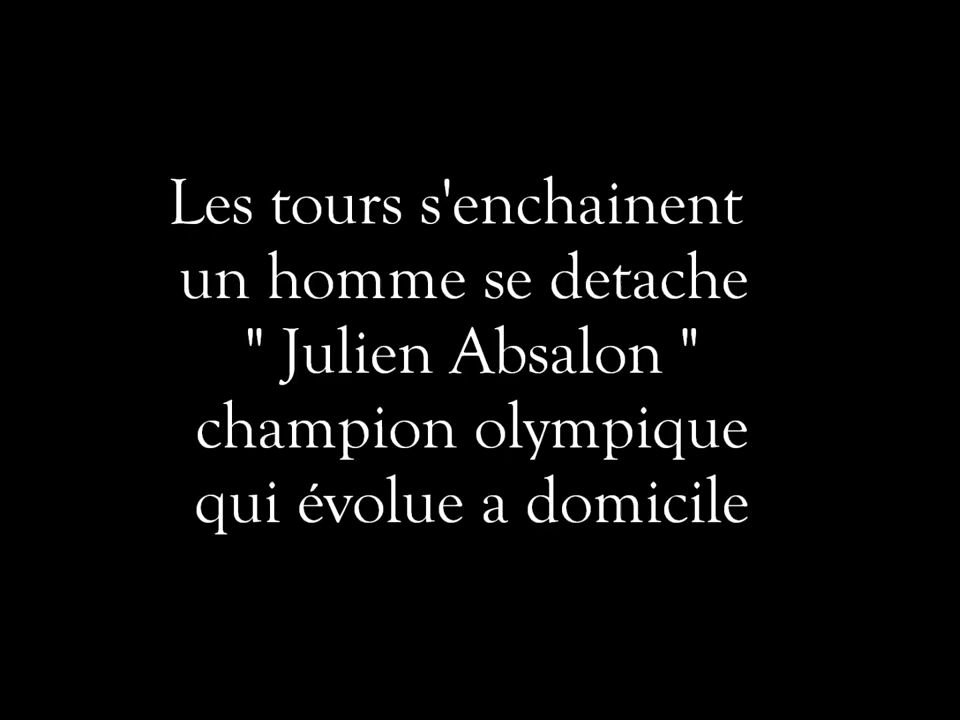 Les tours s'enchainent
un homme se detache
" Julien Absalon "
champion olympique
qui évolue a domicile